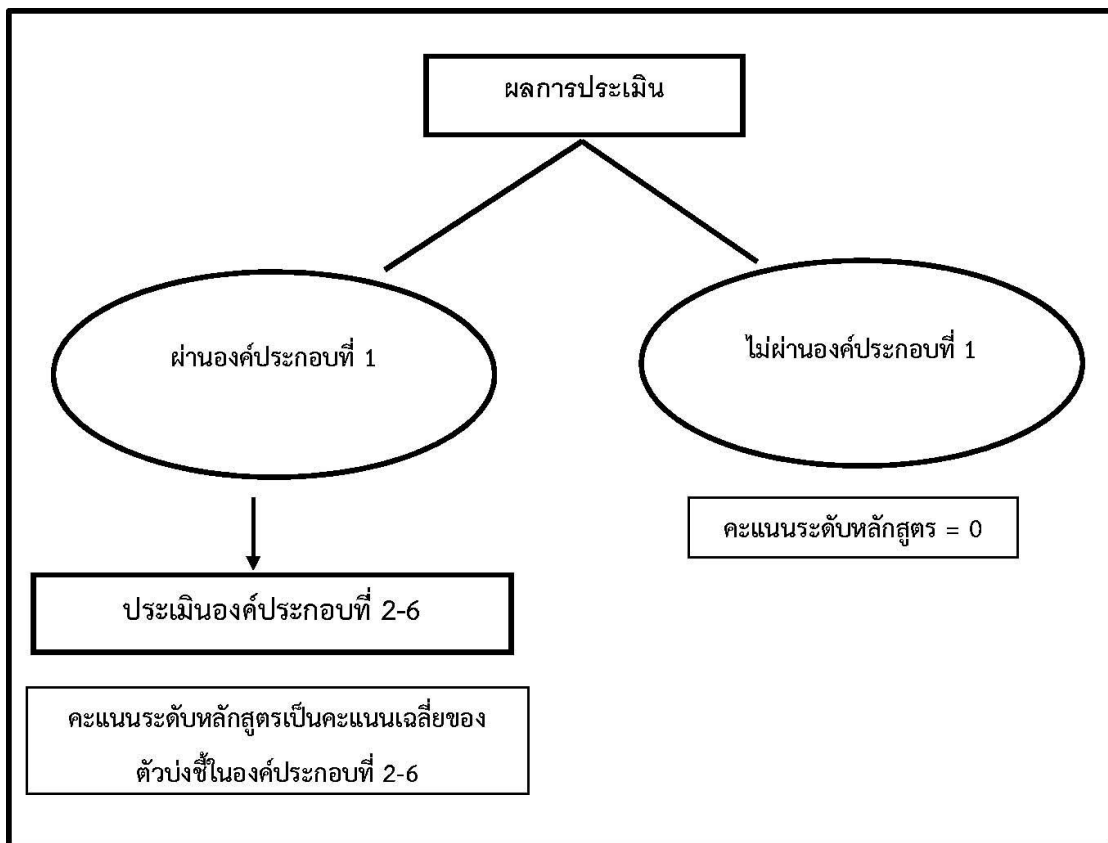 ผลการประเมิน
ผ่านองค์ประกอบที่ 1
ไม่ผ่านองค์ประกอบที่ 1
คะแนนระดับหลักสูตร = 0
ประเมินองค์ประกอบที่ 2-6
คะแนนระดับหลักสูตรเป็นคะแนนเฉลี่ยของ
ตัวบ่งชี้ในองค์ประกอบที่ 2-6